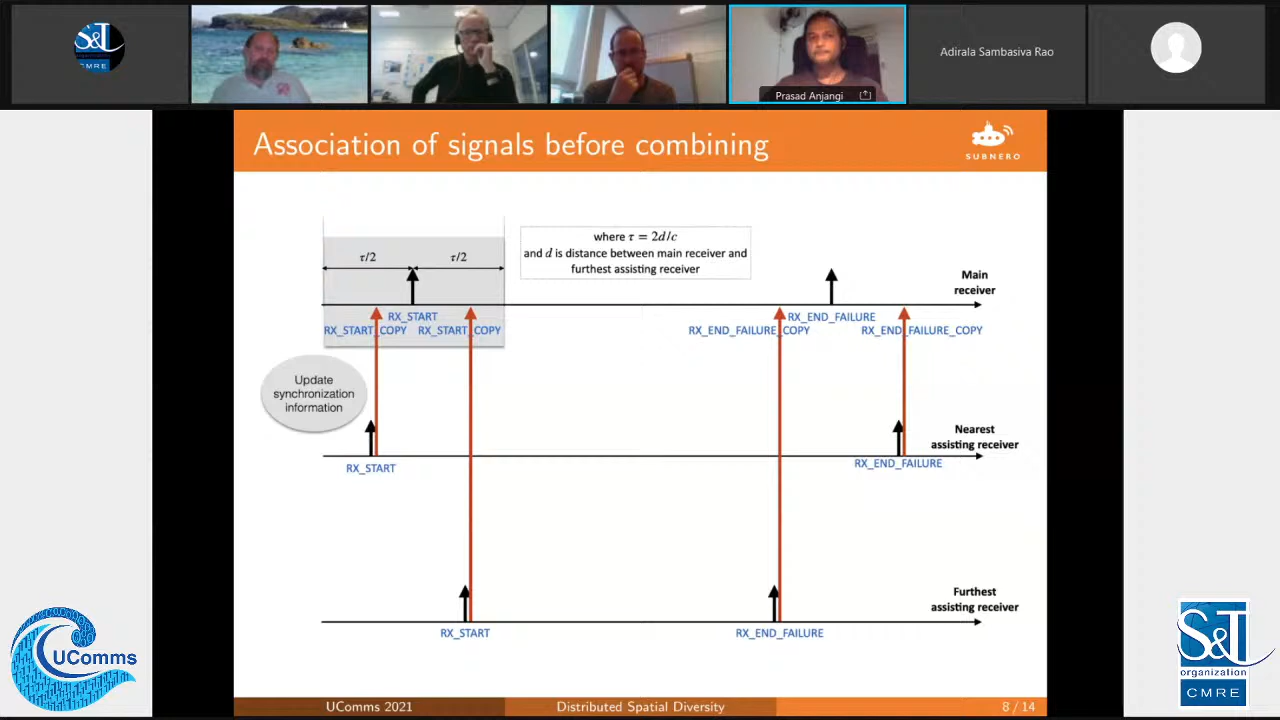 S&T
CMRE
Prasad Anjangi
Adirala Sambasiva Rao
Association of signals before combining
SUBNERO
τ/2
τ/2
where τ = 2d/c
and d is distance between main receiver and
furthest assisting receiver
Main
receiver
RX_START
RX_END_FAILURE
RX_START_COPY
RX_START_COPY
RX_END_FAILURE_COPY
RX_END_FAILURE_COPY
Update
synchronization
information
Nearest
assisting receiver
RX_START
RX_END_FAILURE
Furthest
assisting receiver
RX_START
RX_END_FAILURE
UComms
S&T
organization
CMRE
UComms 2021
Distributed Spatial Diversity
8 / 14